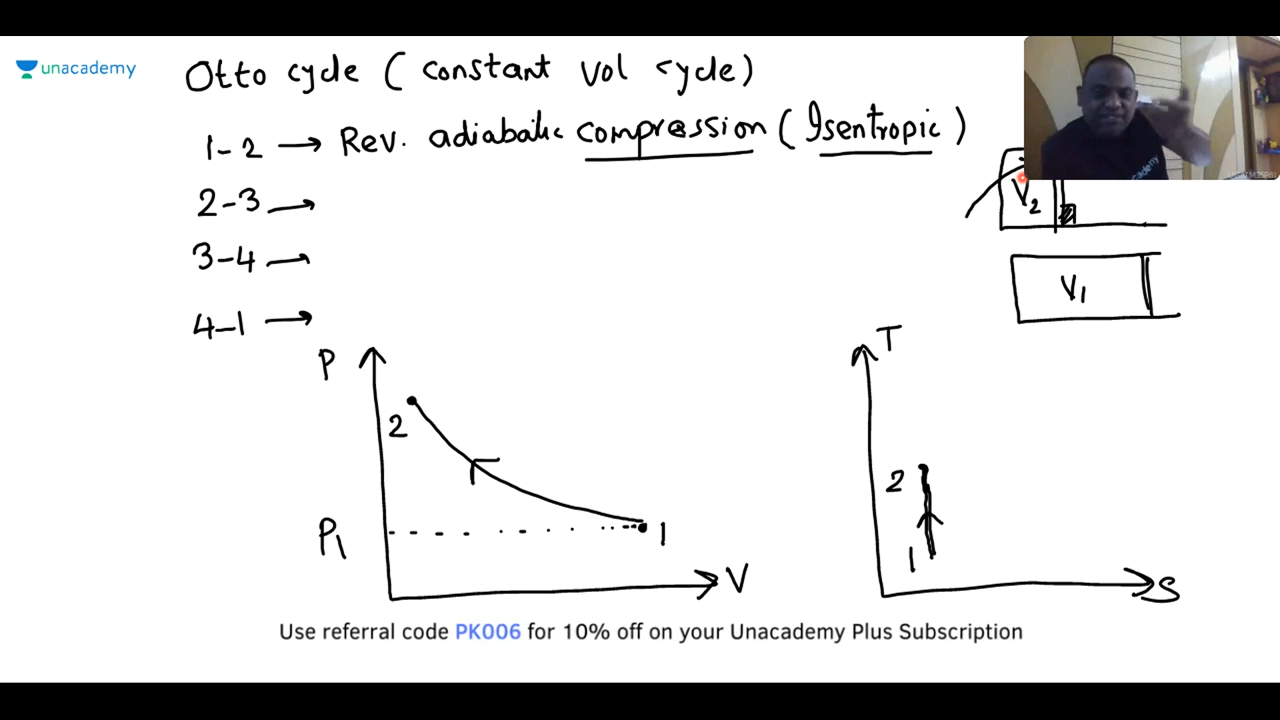 unacademy
Otto cycle ( constant vol cycle )
1-2 → Rev. adiabatic compression ( Isentropic )
2-3 →
3-4 →
4-1 →
V2
V1
P
2
P1
1
V
T
2
1
S
Use referral code PK006 for 10% off on your Unacademy Plus Subscription